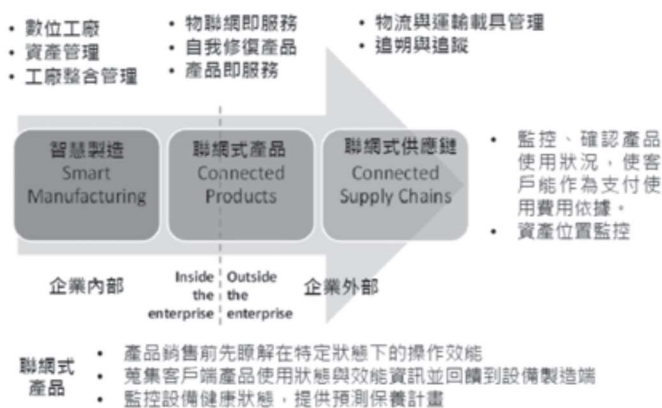 • 數位工廠
• 資產管理
• 工廠整合管理
• 物聯網即服務
• 自我修復產品
• 產品即服務
• 物流與運輸載具管理
• 追朔與追蹤
智慧製造
Smart
Manufacturing
聯網式產品
Connected
Products
聯網式供應鏈
Connected
Supply Chains
• 監控、確認產品
使用狀況，使客
戶能作為支付使
用費用依據。
• 資產位置監控
企業內部
Inside
the
enterprise
Outside
the
enterprise
企業外部
聯網式
產品
• 產品銷售前先瞭解在特定狀態下的操作效能
• 蒐集客戶端產品使用狀態與效能資訊並回饋到設備製造端
• 監控設備健康狀態，提供預測保養計畫